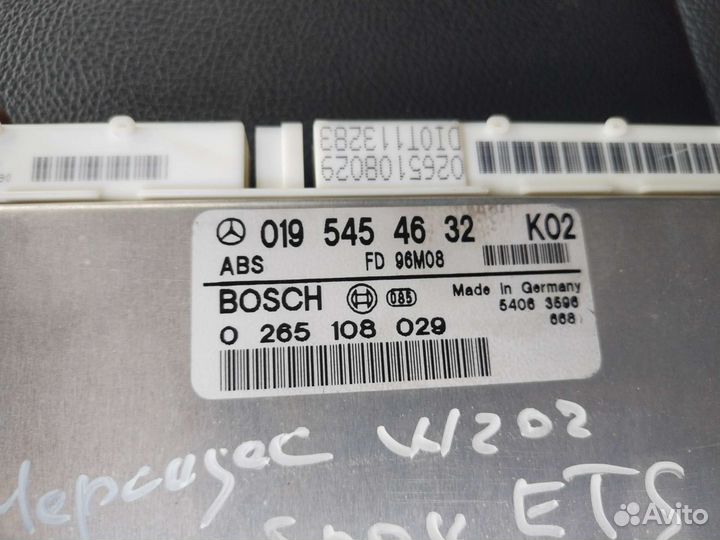 0265108029
DI0T113283
019 545 46 32 K02
ABS FD 96M08
BOSCH 085 Made in Germany
5406 3596
668
0 265 108 029
Мерседес W202
ETS
Avito